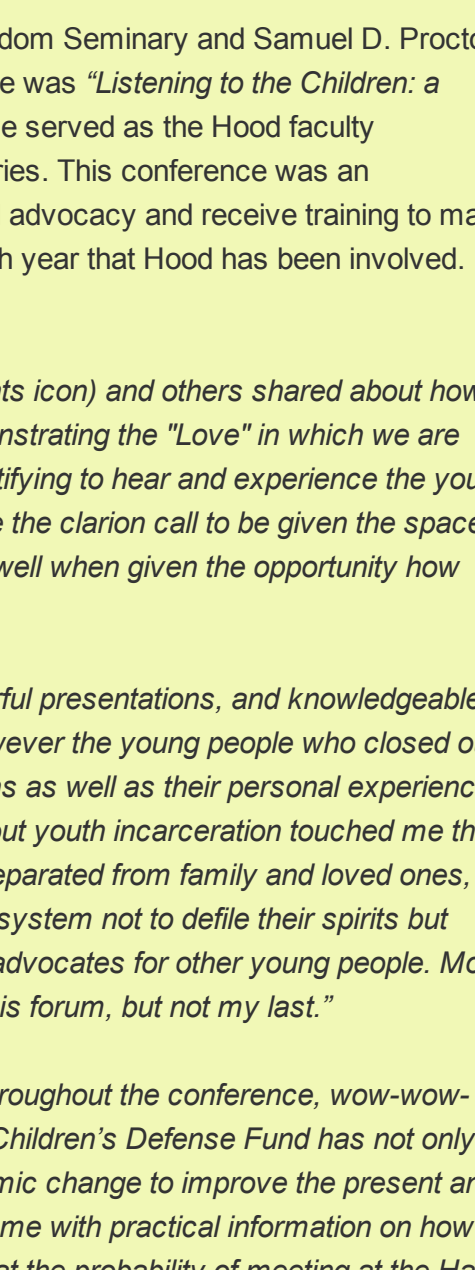 dom Seminary and Samuel D. Procto
e was “Listening to the Children: a
e served as the Hood faculty
ries. This conference was an
advocacy and receive training to ma
h year that Hood has been involved.
ts icon) and others shared about how
nstrating the "Love" in which we are
tifying to hear and experience the you
e the clarion call to be given the space
well when given the opportunity how
rful presentations, and knowledgeable
wever the young people who closed o
s as well as their personal experienc
out youth incarceration touched me th
eparated from family and loved ones,
system not to defile their spirits but
advocates for other young people. Mo
is forum, but not my last.”
roughout the conference, wow-wow-
Children’s Defense Fund has not only
mic change to improve the present an
me with practical information on how
at the probability of meeting at the Ha